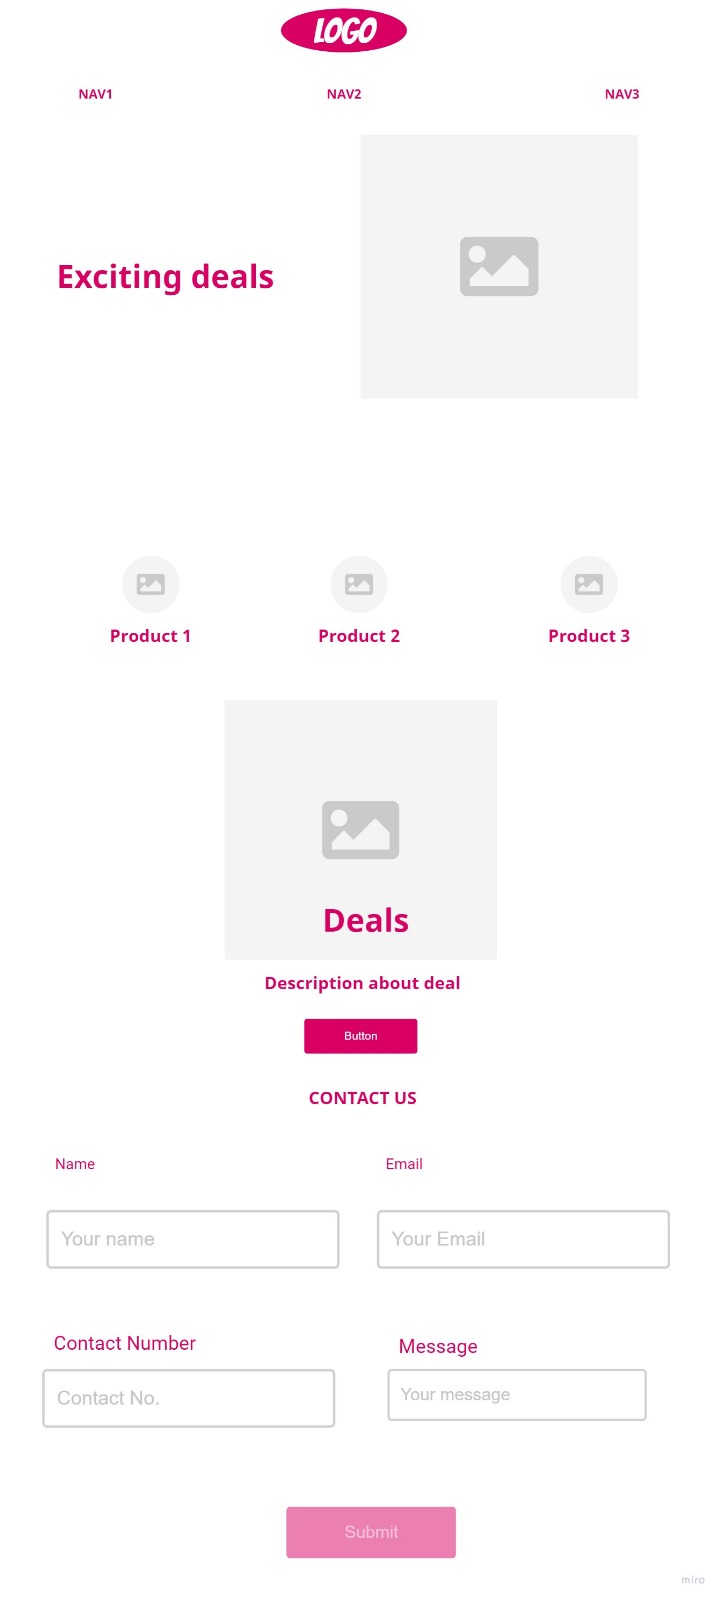 LOGO
NAV1 NAV2 NAV3
Exciting deals
Product 1 Product 2 Product 3
Deals
Description about deal
Button
CONTACT US
Name Email
Your name Your Email
Contact Number Message
Contact No. Your message
Submit
miro